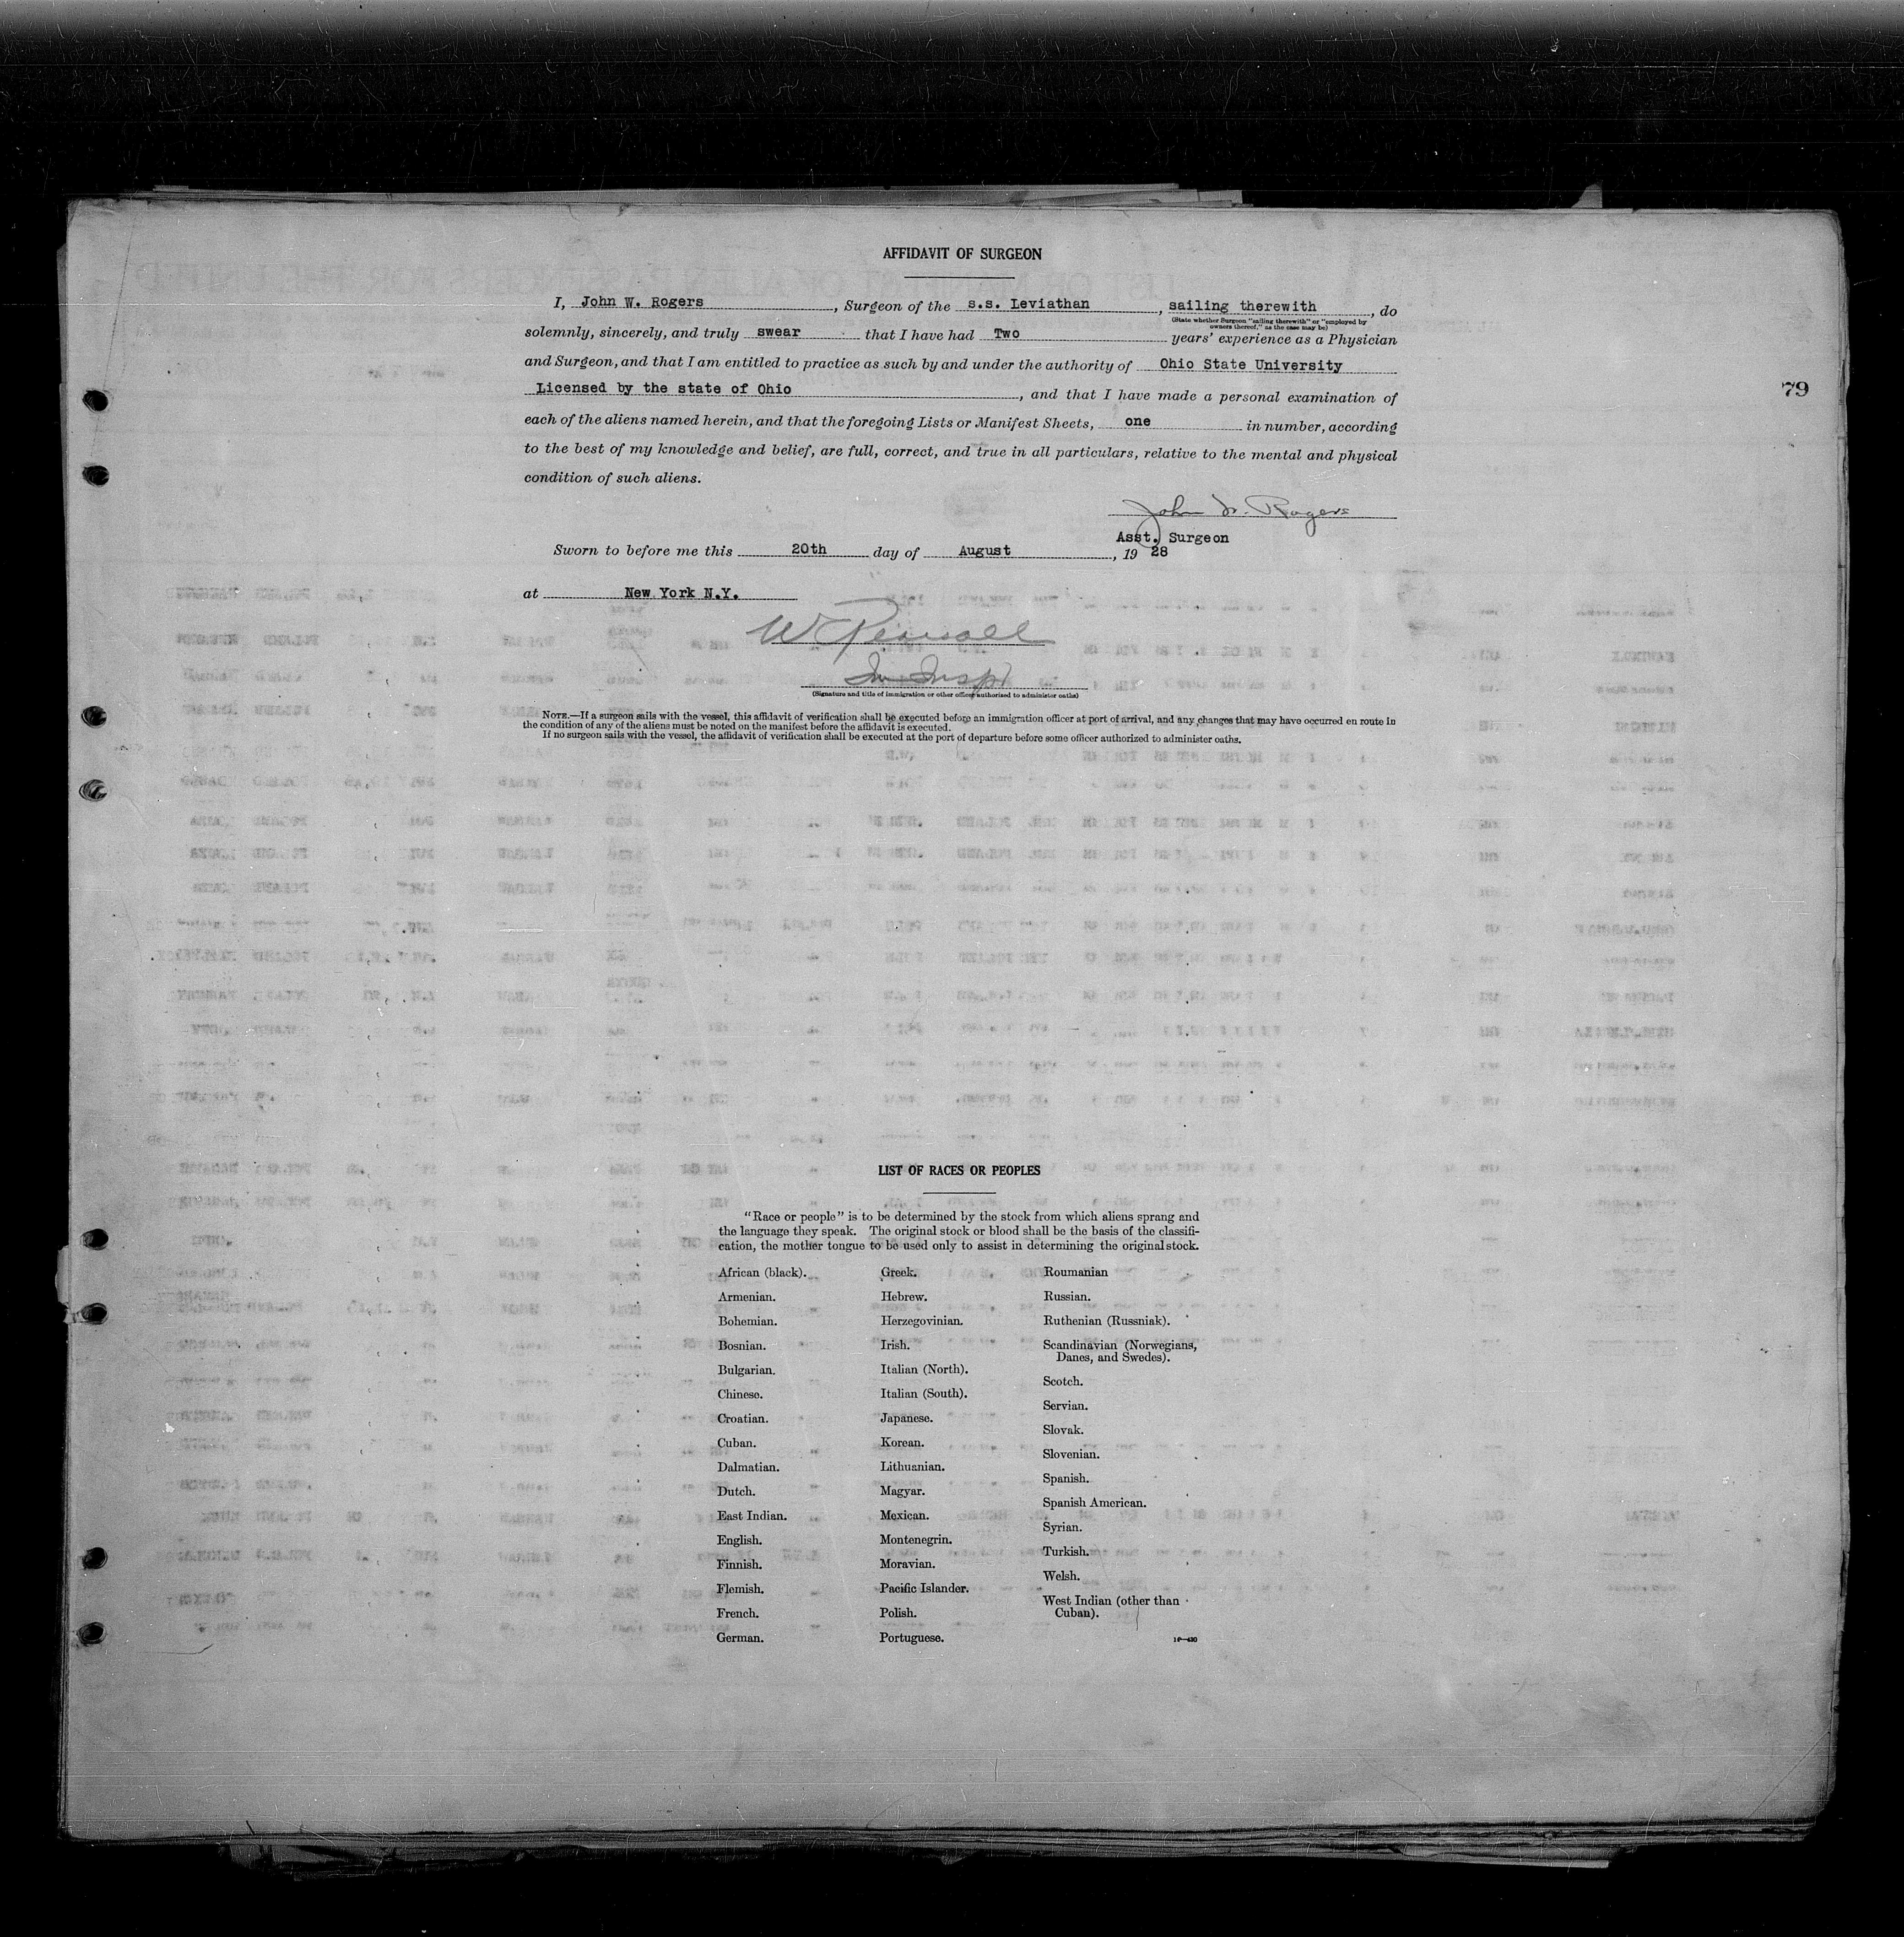 AFFIDAVIT OF SURGEON
I, John W. Rogers, Surgeon of the s.s. Leviathan, sailing therewith, do
(State whether Surgeon "sailing therewith" or "employed by
owners thereof," as the case may be)
solemnly, sincerely, and truly swear that I have had Two years' experience as a Physician
and Surgeon, and that I am entitled to practice as such by and under the authority of Ohio State University
Licensed by the state of Ohio, and that I have made a personal examination of
79
each of the aliens named herein, and that the foregoing Lists or Manifest Sheets, one in number, according
to the best of my knowledge and belief, are full, correct, and true in all particulars, relative to the mental and physical
condition of such aliens.
John W. Rogers
Asst. Surgeon
Sworn to before me this 20th day of August, 1928
at New York N.Y.
W Pearsall
Im Insp
(Signature and title of immigration or other officer authorized to administer oaths)
NOTE.—If a surgeon sails with the vessel, this affidavit of verification shall be executed before an immigration officer at port of arrival, and any changes that may have occurred en route in
the condition of any of the aliens must be noted on the manifest before the affidavit is executed.
If no surgeon sails with the vessel, the affidavit of verification shall be executed at the port of departure before some officer authorized to administer oaths.
LIST OF RACES OR PEOPLES
"Race or people" is to be determined by the stock from which aliens sprang and
the language they speak. The original stock or blood shall be the basis of the classifi-
cation, the mother tongue to be used only to assist in determining the original stock.
African (black).
Armenian.
Bohemian.
Bosnian.
Bulgarian.
Chinese.
Croatian.
Cuban.
Dalmatian.
Dutch.
East Indian.
English.
Finnish.
Flemish.
French.
German.
Greek.
Hebrew.
Herzegovinian.
Irish.
Italian (North).
Italian (South).
Japanese.
Korean.
Lithuanian.
Magyar.
Mexican.
Montenegrin.
Moravian.
Pacific Islander.
Polish.
Portuguese.
Roumanian
Russian.
Ruthenian (Russniak).
Scandinavian (Norwegians,
Danes, and Swedes).
Scotch.
Servian.
Slovak.
Slovenian.
Spanish.
Spanish American.
Syrian.
Turkish.
Welsh.
West Indian (other than
Cuban).